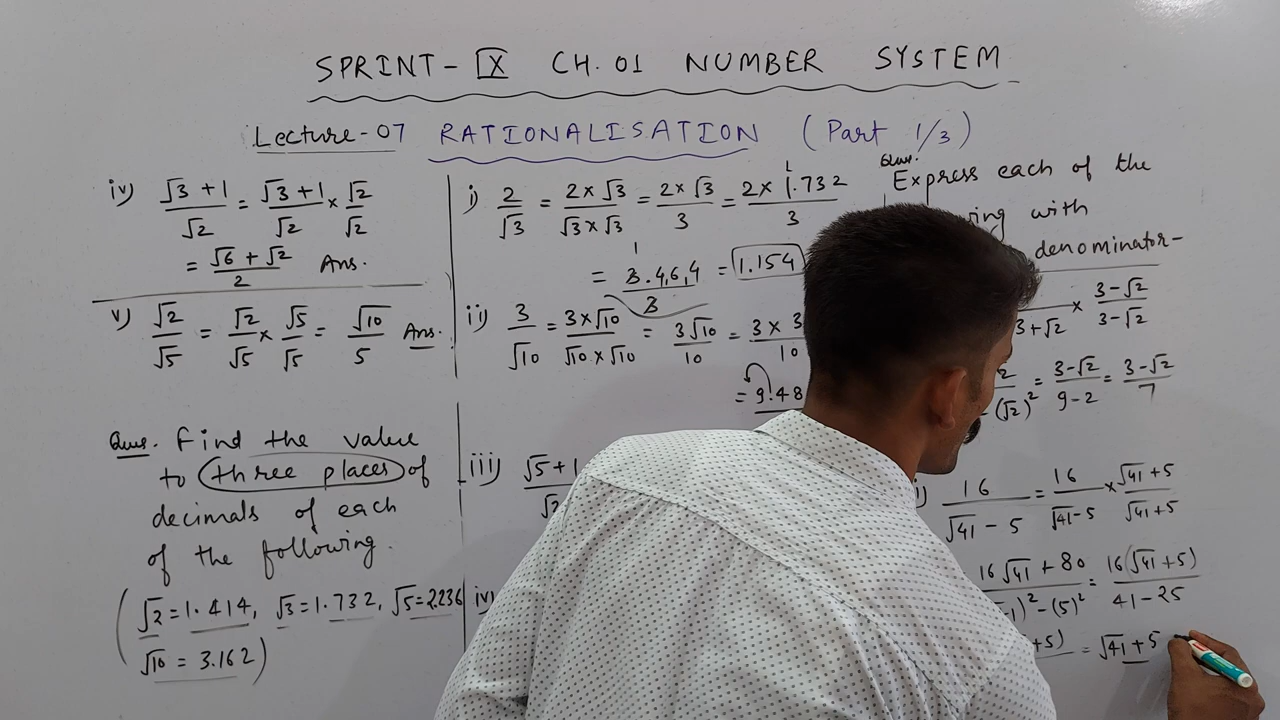 SPRINT - IX CH. 01 NUMBER SYSTEM
Lecture-07 RATIONALISATION (Part 1/3)
iv) (√3 + 1)/√2 = (√3 + 1)/√2 × √2/√2
= (√6 + √2)/2 Ans.
v) √2/√5 = √2/√5 × √5/√5 = √10/5 Ans.
Ques. Find the value
to three places of
decimals of each
of the following.
(√2 = 1.414, √3 = 1.732, √5 = 2.236
√10 = 3.162)
i) 2/√3 = (2 × √3)/(√3 × √3) = (2 × √3)/3 = (2 × 1.732)/3
= 3.464/3 = 1.154
ii) 3/√10 = (3 × √10)/(√10 × √10) = 3√10/10 = 3 × 3 /10
= 9.48
iii) √5 + 1
iv)
Ques. Express each of the
with
denominator-
3 + √2 × (3 - √2)/(3 - √2)
(√2)² = (3 - √2)/(9 - 2) = (3 - √2)/7
16/(√41 - 5) = 16/(√41 - 5) × (√41 + 5)/(√41 + 5)
16√41 + 80 / )² - (5)² = 16(√41 + 5)/(41 - 25)
+ 5) = √41 + 5